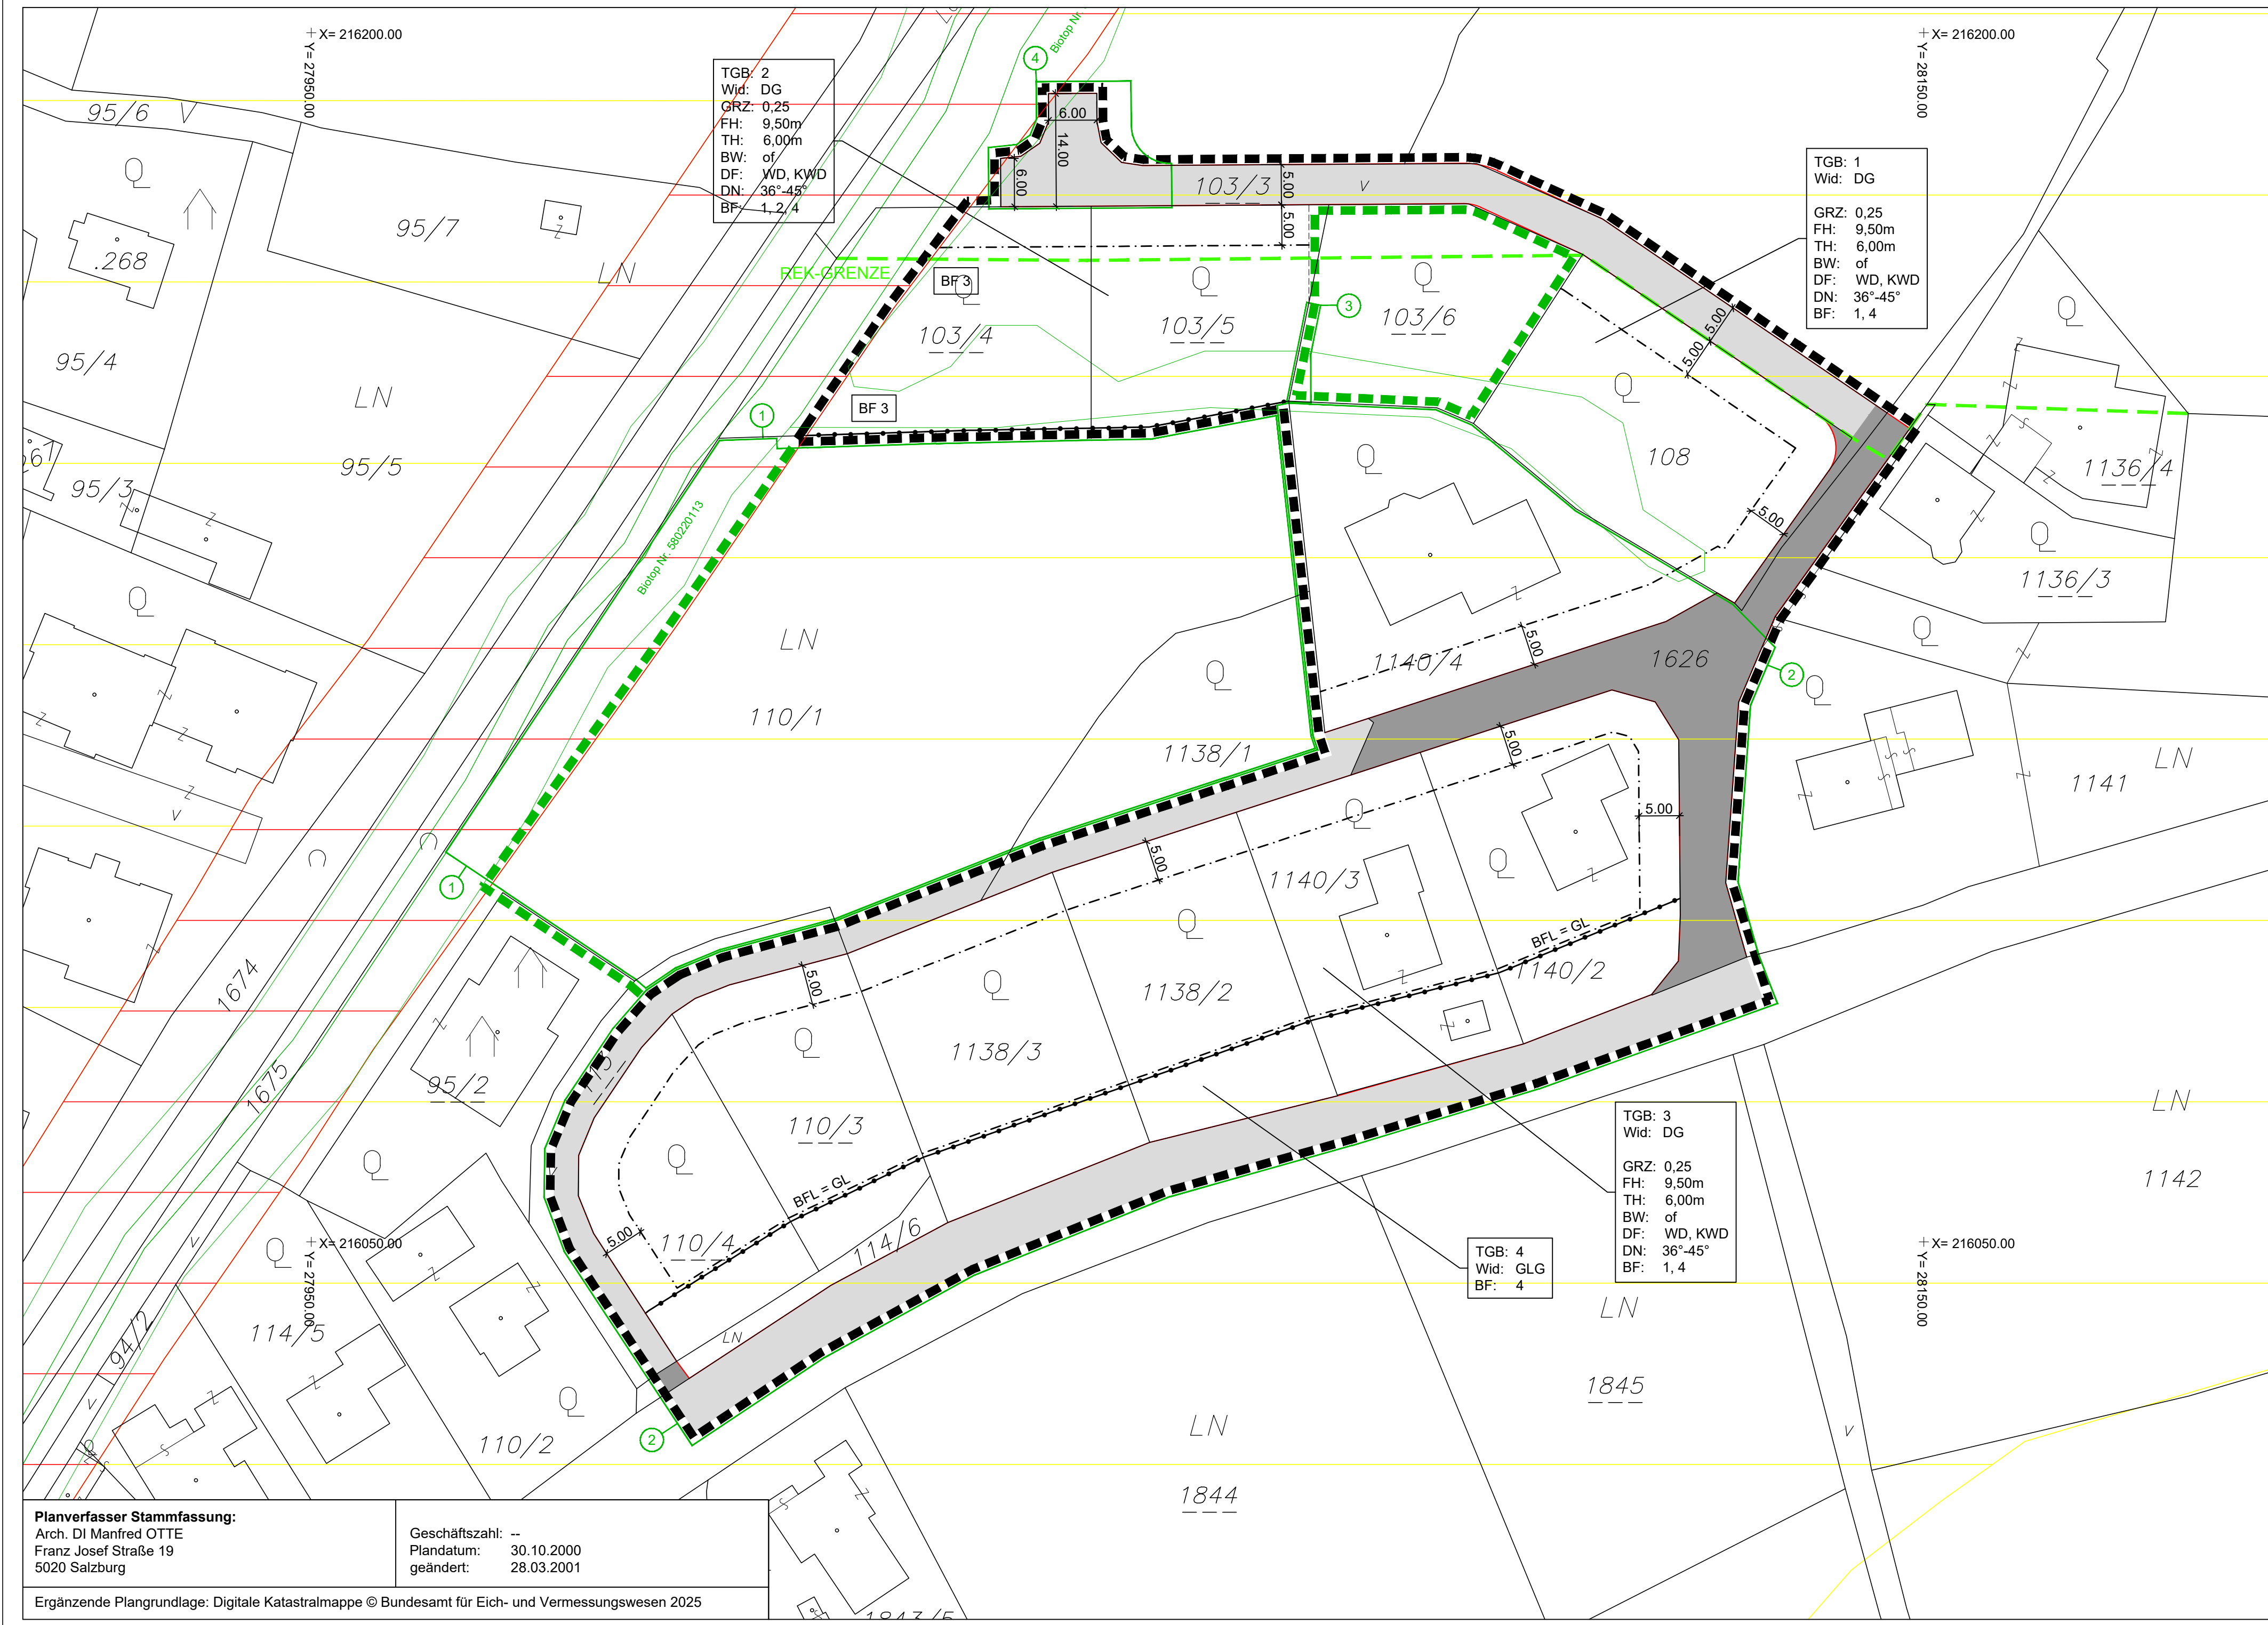 X= 216200.00
Y= 27950.00
X= 216200.00
Y= 28150.00
Biotop Nr.
4
TGB: 2
Wid: DG
GRZ: 0,25
FH: 9,50m
TH: 6,00m
BW: of
DF: WD, KWD
DN: 36°-45°
BF: 1, 2, 4
TGB: 1
Wid: DG
GRZ: 0,25
FH: 9,50m
TH: 6,00m
BW: of
DF: WD, KWD
DN: 36°-45°
BF: 1, 4
95/6
V
6.00
14.00
6.00
103/3
V
5.00
5.00
95/7
.268
LN
REK-GRENZE
BF 3
103/4
103/5
3
103/6
5.00
5.00
95/4
LN
BF 3
1
108
95/5
95/3
1136/4
5.00
Biotop Nr. 580220113
1136/3
LN
5.00
1140/4
1626
2
110/1
1138/1
5.00
LN
1141
5.00
5.00
1140/3
1
BFL = GL
1140/2
1674
5.00
1138/2
1138/3
1675
95/2
115
LN
110/3
TGB: 3
Wid: DG
GRZ: 0,25
FH: 9,50m
TH: 6,00m
BW: of
DF: WD, KWD
DN: 36°-45°
BF: 1, 4
1142
BFL = GL
5.00
110/4
114/6
X= 216050.00
Y= 27950.00
TGB: 4
Wid: GLG
BF: 4
X= 216050.00
Y= 28150.00
LN
94/2
114/5
LN
1845
2
110/2
LN
V
1844
Planverfasser Stammfassung:
Arch. DI Manfred OTTE
Franz Josef Straße 19
5020 Salzburg
Geschäftszahl: --
Plandatum: 30.10.2000
geändert: 28.03.2001
Ergänzende Plangrundlage: Digitale Katastralmappe © Bundesamt für Eich- und Vermessungswesen 2025
1843/5